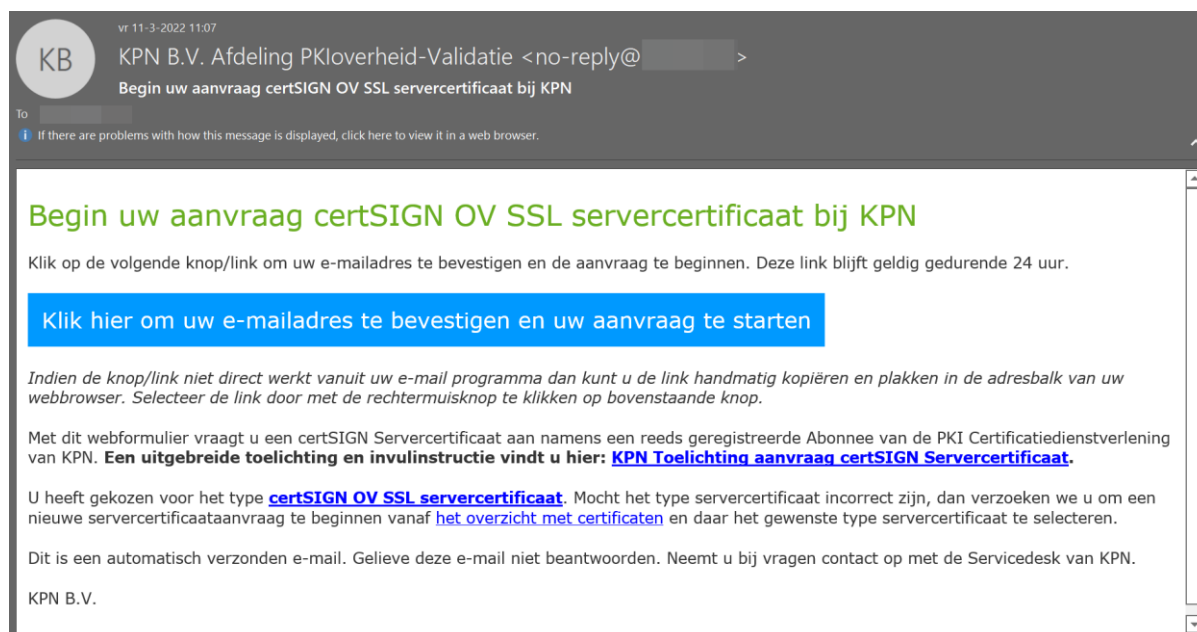 vr 11-3-2022 11:07
KB
KPN B.V. Afdeling PKIoverheid-Validatie <no-reply@ >
Begin uw aanvraag certSIGN OV SSL servercertificaat bij KPN
To
If there are problems with how this message is displayed, click here to view it in a web browser.
Begin uw aanvraag certSIGN OV SSL servercertificaat bij KPN
Klik op de volgende knop/link om uw e-mailadres te bevestigen en de aanvraag te beginnen. Deze link blijft geldig gedurende 24 uur.
Klik hier om uw e-mailadres te bevestigen en uw aanvraag te starten
Indien de knop/link niet direct werkt vanuit uw e-mail programma dan kunt u de link handmatig kopiëren en plakken in de adresbalk van uw
webbrowser. Selecteer de link door met de rechtermuisknop te klikken op bovenstaande knop.
Met dit webformulier vraagt u een certSIGN Servercertificaat aan namens een reeds geregistreerde Abonnee van de PKI Certificatiedienstverlening
van KPN. Een uitgebreide toelichting en invulinstructie vindt u hier: KPN Toelichting aanvraag certSIGN Servercertificaat.
U heeft gekozen voor het type certSIGN OV SSL servercertificaat. Mocht het type servercertificaat incorrect zijn, dan verzoeken we u om een
nieuwe servercertificaataanvraag te beginnen vanaf het overzicht met certificaten en daar het gewenste type servercertificaat te selecteren.
Dit is een automatisch verzonden e-mail. Gelieve deze e-mail niet beantwoorden. Neemt u bij vragen contact op met de Servicedesk van KPN.
KPN B.V.